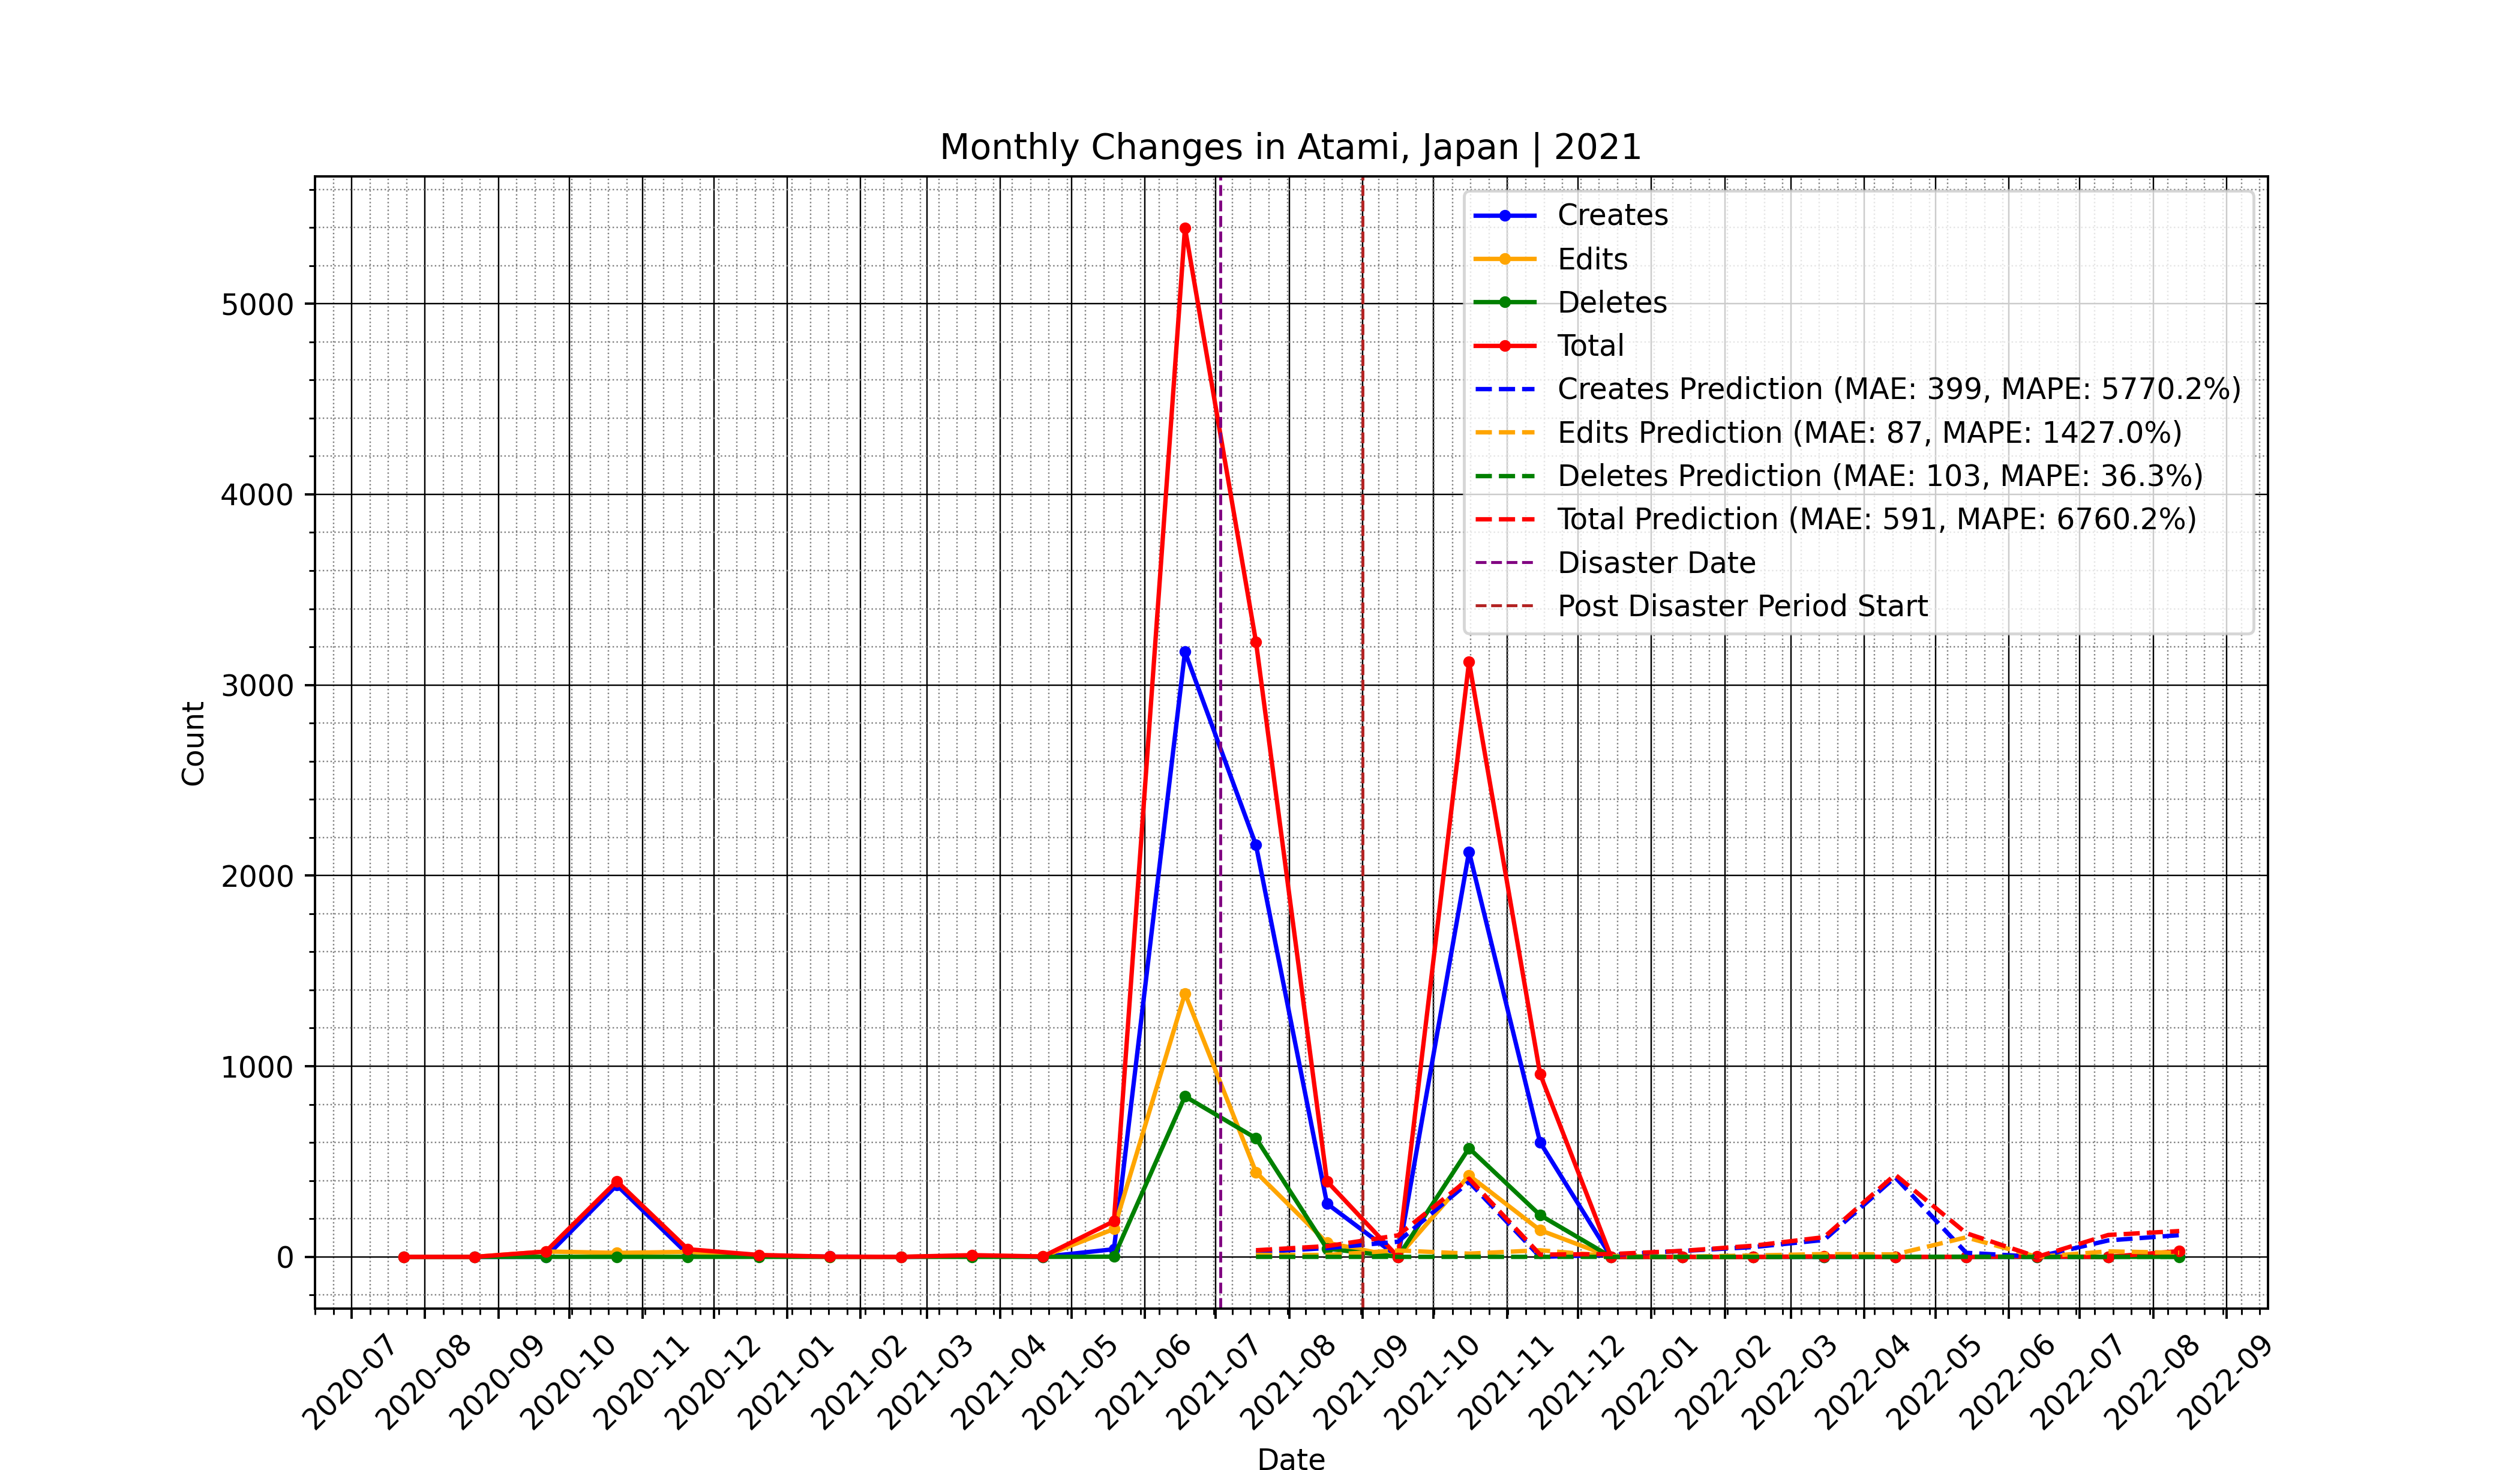 Monthly Changes in Atami, Japan | 2021
Creates
Edits
Deletes
Total
Creates Prediction (MAE: 399, MAPE: 5770.2%)
Edits Prediction (MAE: 87, MAPE: 1427.0%)
Deletes Prediction (MAE: 103, MAPE: 36.3%)
Total Prediction (MAE: 591, MAPE: 6760.2%)
Disaster Date
Post Disaster Period Start
Count
5000
4000
3000
2000
1000
0
2020-07
2020-08
2020-09
2020-10
2020-11
2020-12
2021-01
2021-02
2021-03
2021-04
2021-05
2021-06
2021-07
2021-08
2021-09
2021-10
2021-11
2021-12
2022-01
2022-02
2022-03
2022-04
2022-05
2022-06
2022-07
2022-08
2022-09
Date